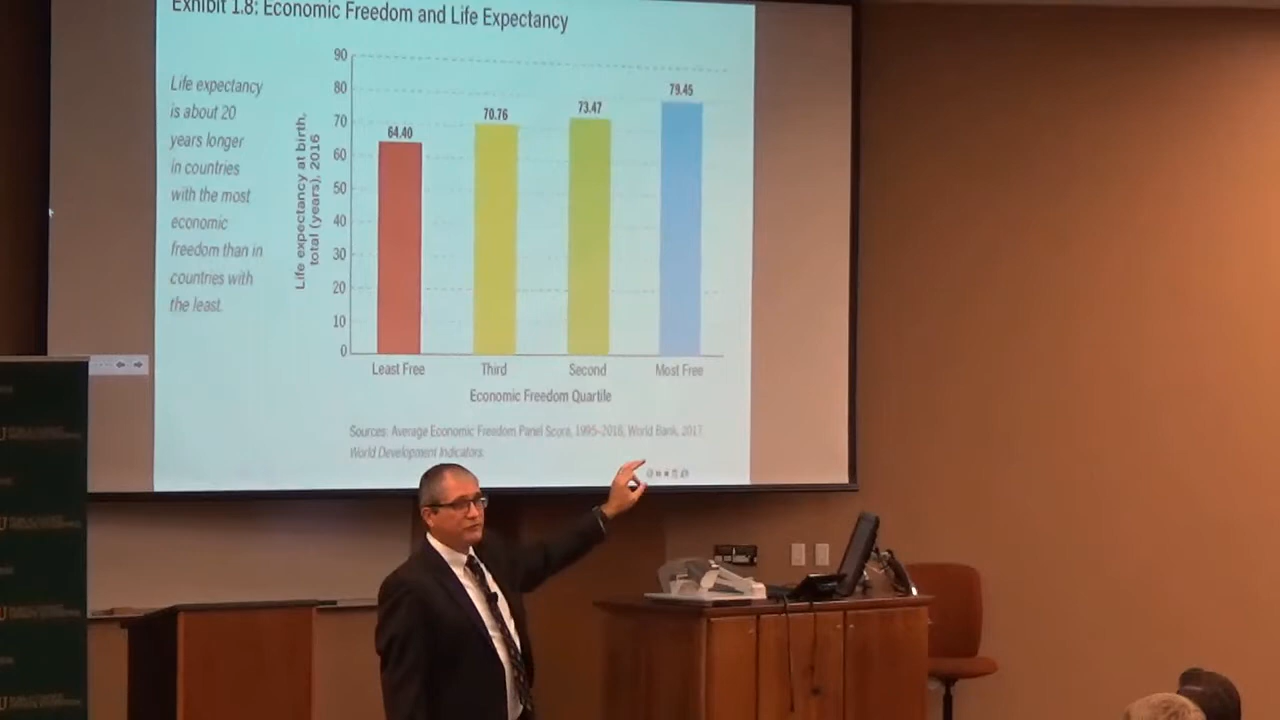 Exhibit 1.8: Economic Freedom and Life Expectancy
Life expectancy
is about 20
years longer
in countries
with the most
economic
freedom than in
countries with
the least.
Life expectancy at birth,
total (years), 2016
90
80
70
60
50
40
30
20
10
0
64.40
70.76
73.47
79.45
Least Free
Third
Second
Most Free
Economic Freedom Quartile
Sources: Average Economic Freedom Panel Score, 1995–2016, World Bank, 2017,
World Development Indicators.